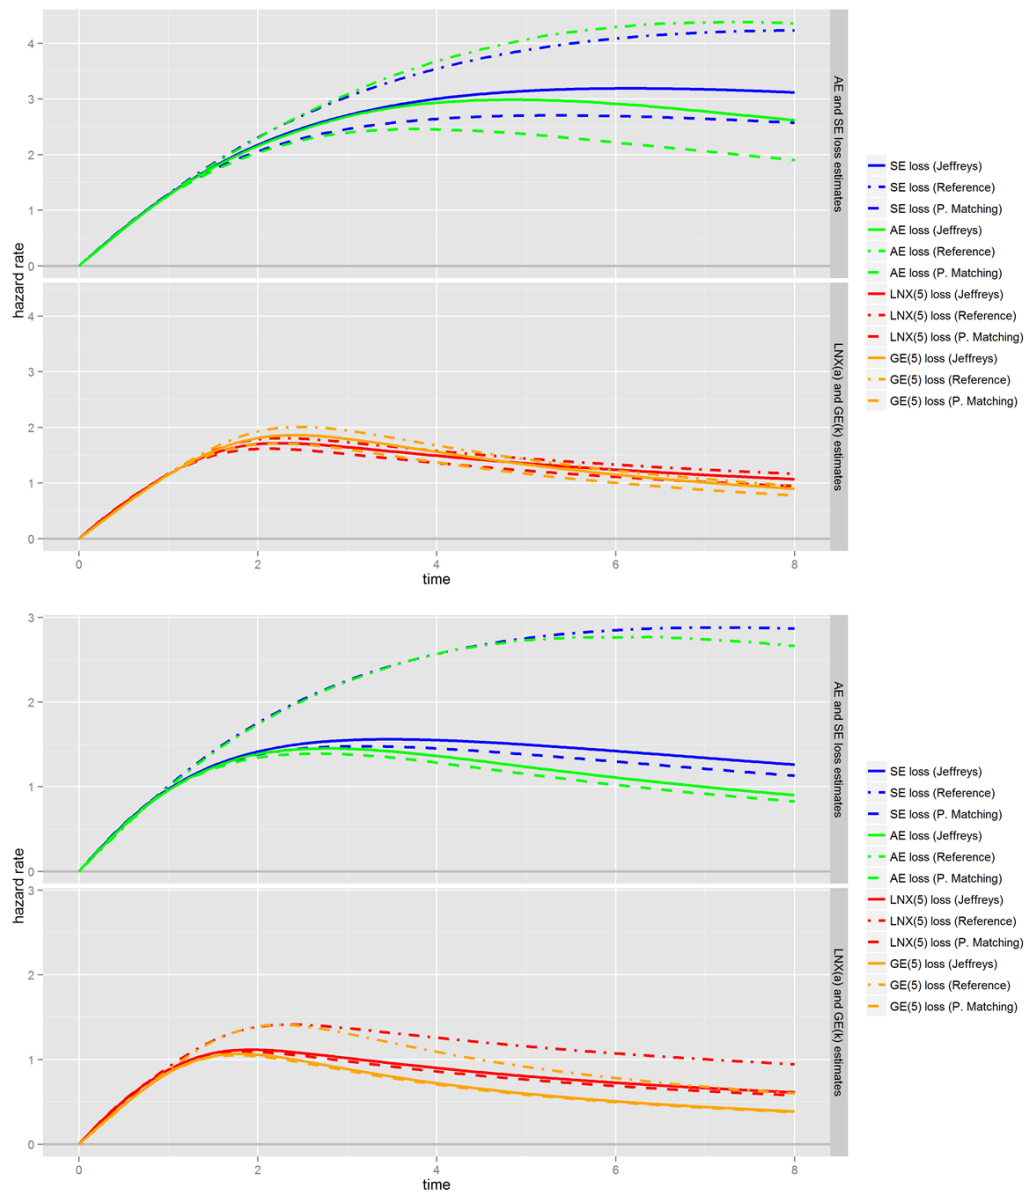 4
3
2
1
0
AE and SE loss estimates
hazard rate
4
3
2
1
0
LNX(a) and GE(k) estimates
0 2 4 6 8
time
SE loss (Jeffreys)
SE loss (Reference)
SE loss (P. Matching)
AE loss (Jeffreys)
AE loss (Reference)
AE loss (P. Matching)
LNX(5) loss (Jeffreys)
LNX(5) loss (Reference)
LNX(5) loss (P. Matching)
GE(5) loss (Jeffreys)
GE(5) loss (Reference)
GE(5) loss (P. Matching)
3
2
1
0
AE and SE loss estimates
hazard rate
3
2
1
0
LNX(a) and GE(k) estimates
0 2 4 6 8
time
SE loss (Jeffreys)
SE loss (Reference)
SE loss (P. Matching)
AE loss (Jeffreys)
AE loss (Reference)
AE loss (P. Matching)
LNX(5) loss (Jeffreys)
LNX(5) loss (Reference)
LNX(5) loss (P. Matching)
GE(5) loss (Jeffreys)
GE(5) loss (Reference)
GE(5) loss (P. Matching)